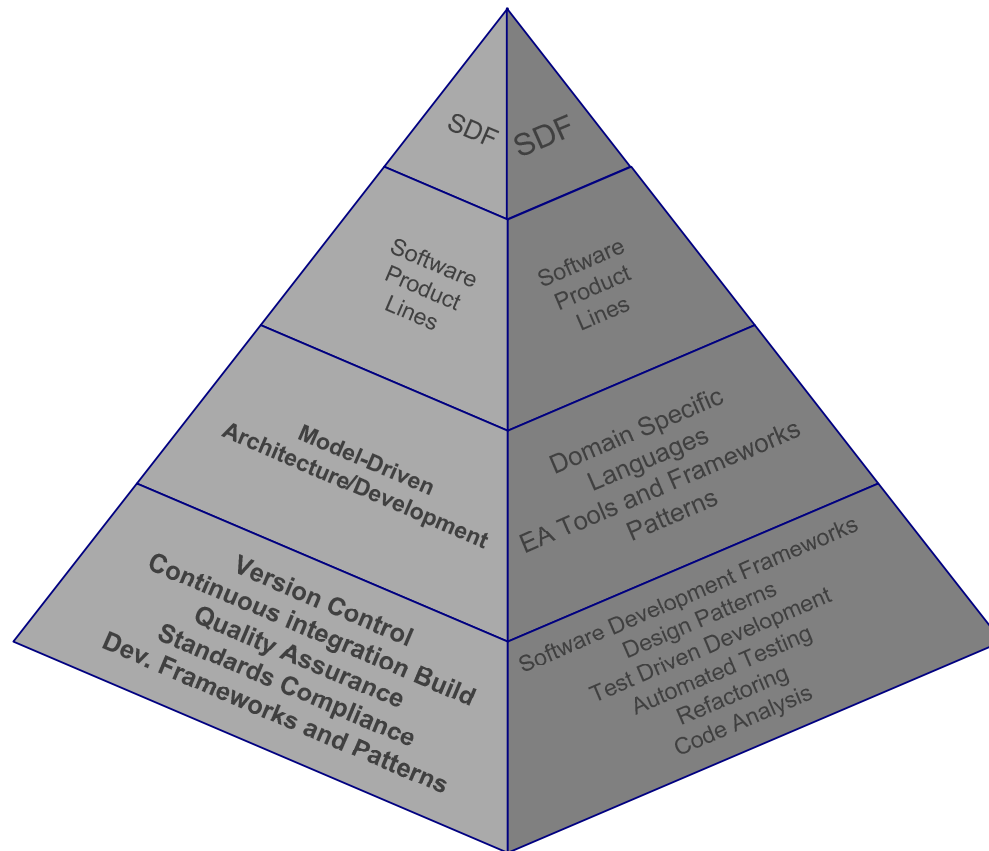 SDF
SDF
Software
Product
Lines
Software
Product
Lines
Model-Driven
Architecture/Development
Domain Specific
Languages
EA Tools and Frameworks
Patterns
Version Control
Continuous integration Build
Quality Assurance
Standards Compliance
Dev. Frameworks and Patterns
Software Development Frameworks
Design Patterns
Test Driven Development
Automated Testing
Refactoring
Code Analysis